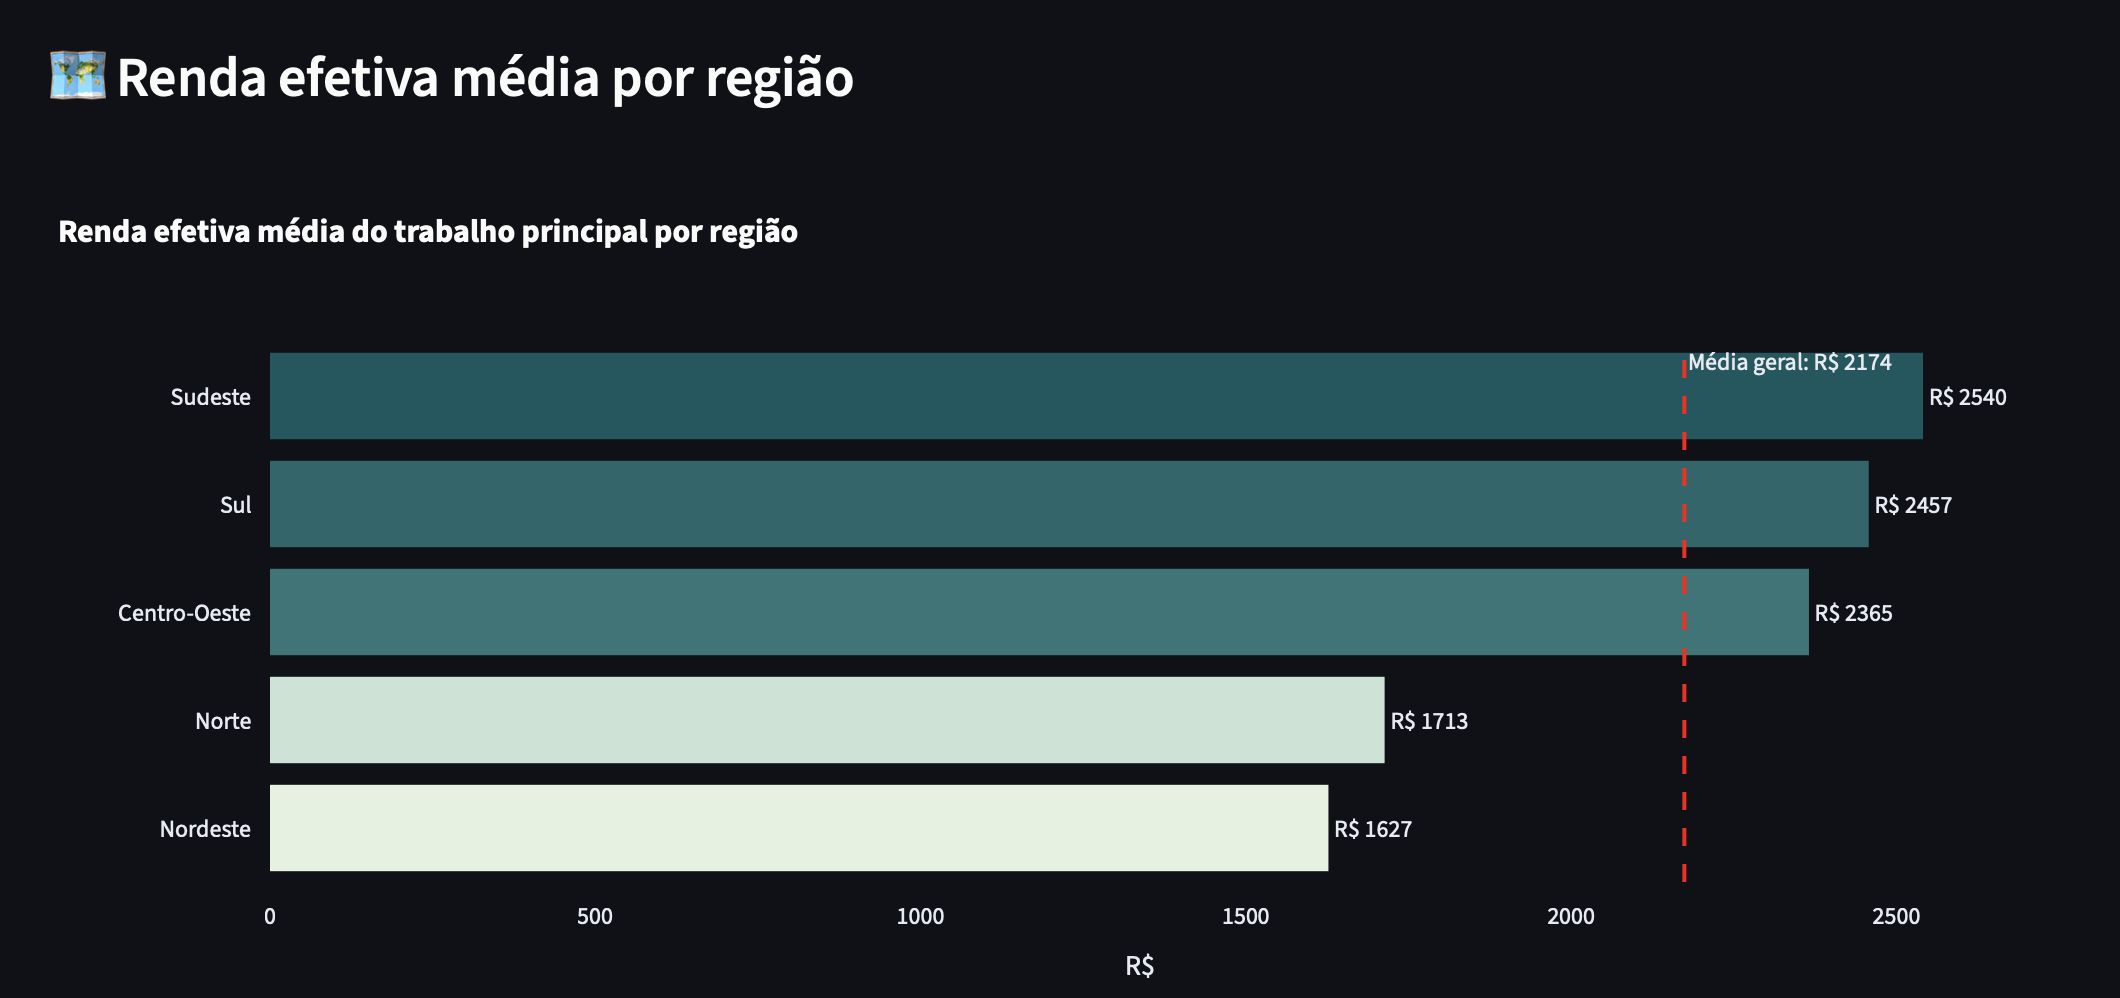 Renda efetiva média por região
Renda efetiva média do trabalho principal por região
Média geral: R$ 2174
Sudeste R$ 2540
Sul R$ 2457
Centro-Oeste R$ 2365
Norte R$ 1713
Nordeste R$ 1627
0 500 1000 1500 2000 2500
R$